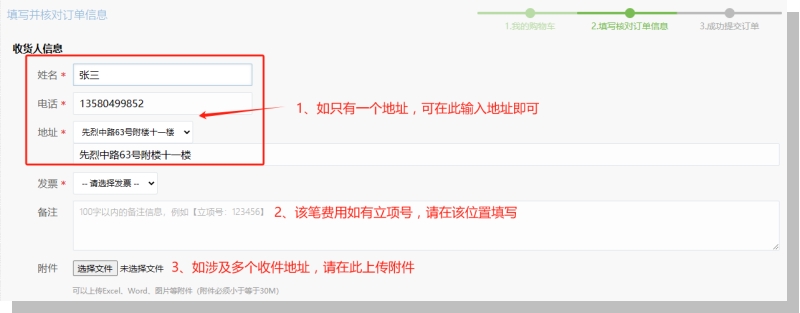 填写并核对订单信息
1.我的购物车 2.填写核对订单信息 3.成功提交订单
收货人信息
姓名 * 张三
电话 * 13580499852
1、如只有一个地址，可在此输入地址即可
地址 * 先烈中路63号附楼十一楼
先烈中路63号附楼十一楼
发票 * -- 请选择发票 --
备注 100字以内的备注信息、例如【立项号：123456】 2、该笔费用如有立项号，请在该位置填写
附件 选择文件 未选择文件 3、如涉及多个收件地址，请在此上传附件
可以上传Excel、Word、图片等附件（附件必须小于等于30M）